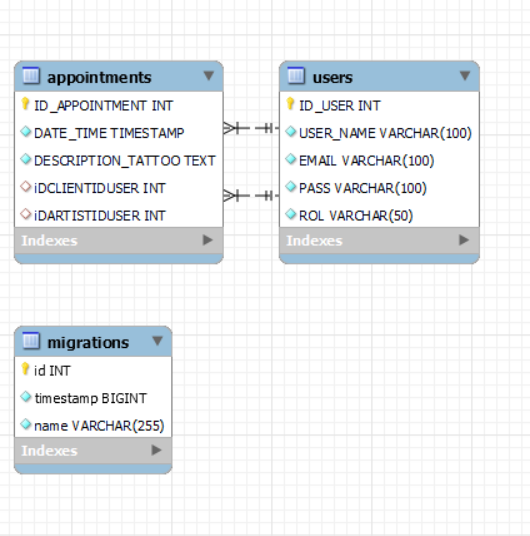 appointments
ID_APPOINTMENT INT
DATE_TIME TIMESTAMP
DESCRIPTION_TATTOO TEXT
iDCLIENTIDUSER INT
iDARTISTIDUSER INT
Indexes
users
ID_USER INT
USER_NAME VARCHAR(100)
EMAIL VARCHAR(100)
PASS VARCHAR(100)
ROL VARCHAR(50)
Indexes
migrations
id INT
timestamp BIGINT
name VARCHAR(255)
Indexes